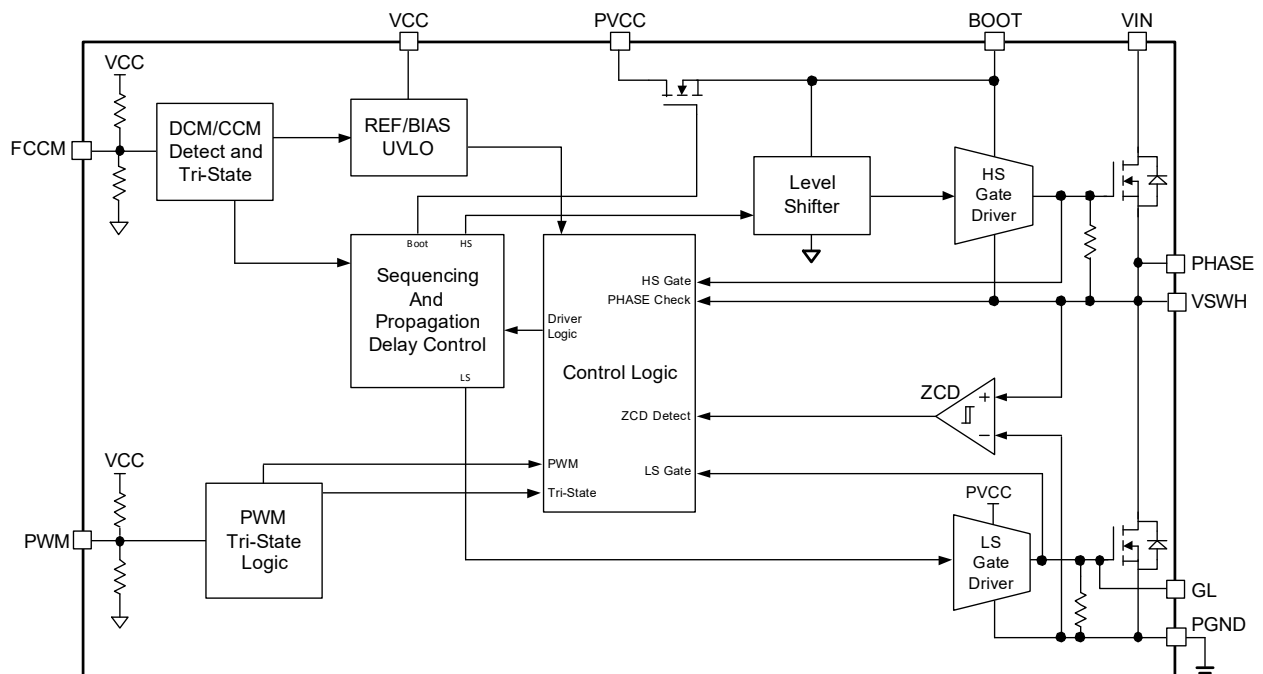 VCC
PVCC
BOOT
VIN
VCC
FCCM
DCM/CCM
Detect and
Tri-State
REF/BIAS
UVLO
Level
Shifter
HS
Gate
Driver
Boot
HS
Sequencing
And
Propagation
Delay Control
LS
HS Gate
PHASE Check
Driver
Logic
Control Logic
ZCD Detect
LS Gate
PWM
Tri-State
PHASE
VSWH
ZCD
+
−
VCC
PWM
PWM
Tri-State
Logic
PVCC
LS
Gate
Driver
GL
PGND